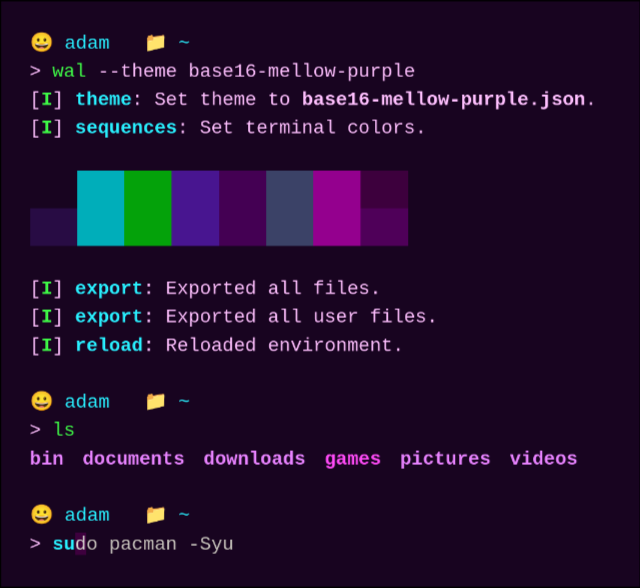 😀 adam 📁 ~
> wal --theme base16-mellow-purple
[I] theme: Set theme to base16-mellow-purple.json.
[I] sequences: Set terminal colors.
[I] export: Exported all files.
[I] export: Exported all user files.
[I] reload: Reloaded environment.
😀 adam 📁 ~
> ls
bin documents downloads games pictures videos
😀 adam 📁 ~
> sudo pacman -Syu